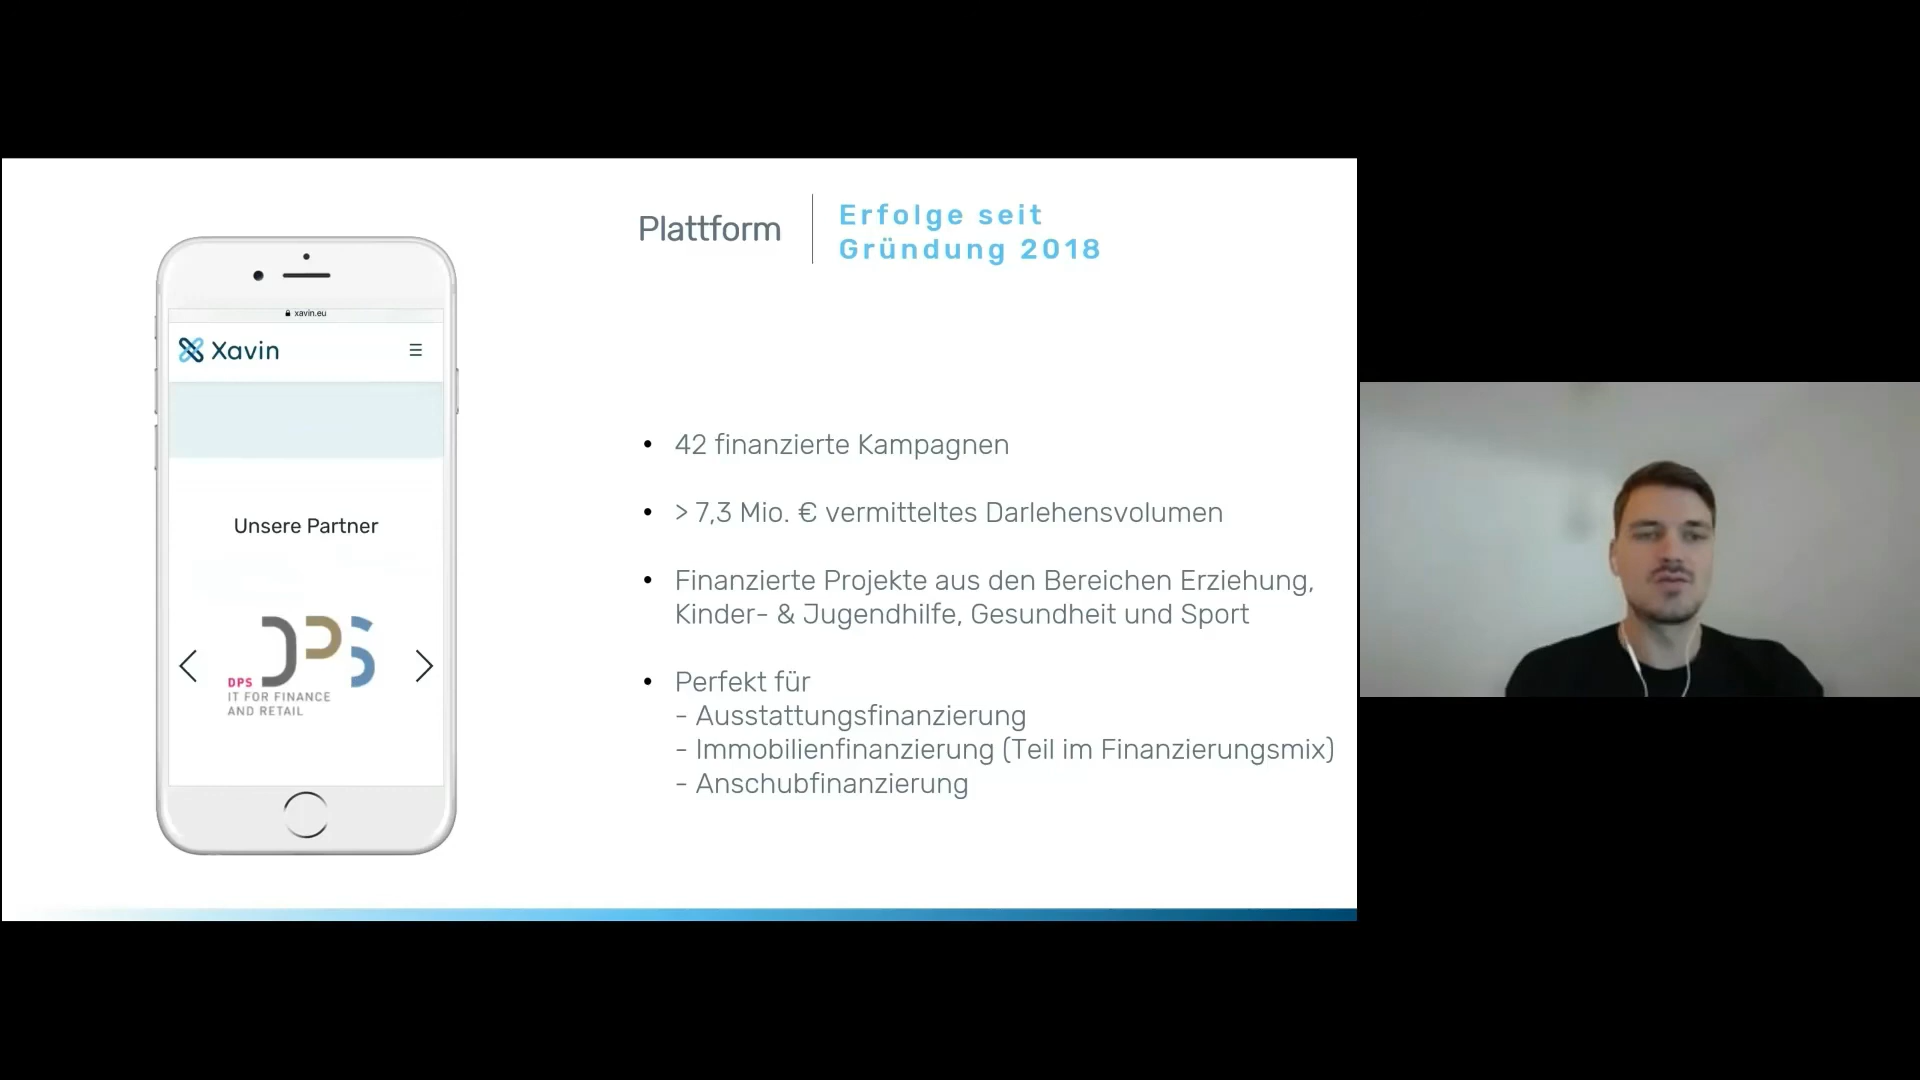 Plattform
Erfolge seit
Gründung 2018
xavin.eu
Xavin
Unsere Partner
DPS
DPS
IT FOR FINANCE
AND RETAIL
• 42 finanzierte Kampagnen
• > 7,3 Mio. € vermitteltes Darlehensvolumen
• Finanzierte Projekte aus den Bereichen Erziehung,
Kinder- & Jugendhilfe, Gesundheit und Sport
• Perfekt für
- Ausstattungsfinanzierung
- Immobilienfinanzierung (Teil im Finanzierungsmix)
- Anschubfinanzierung